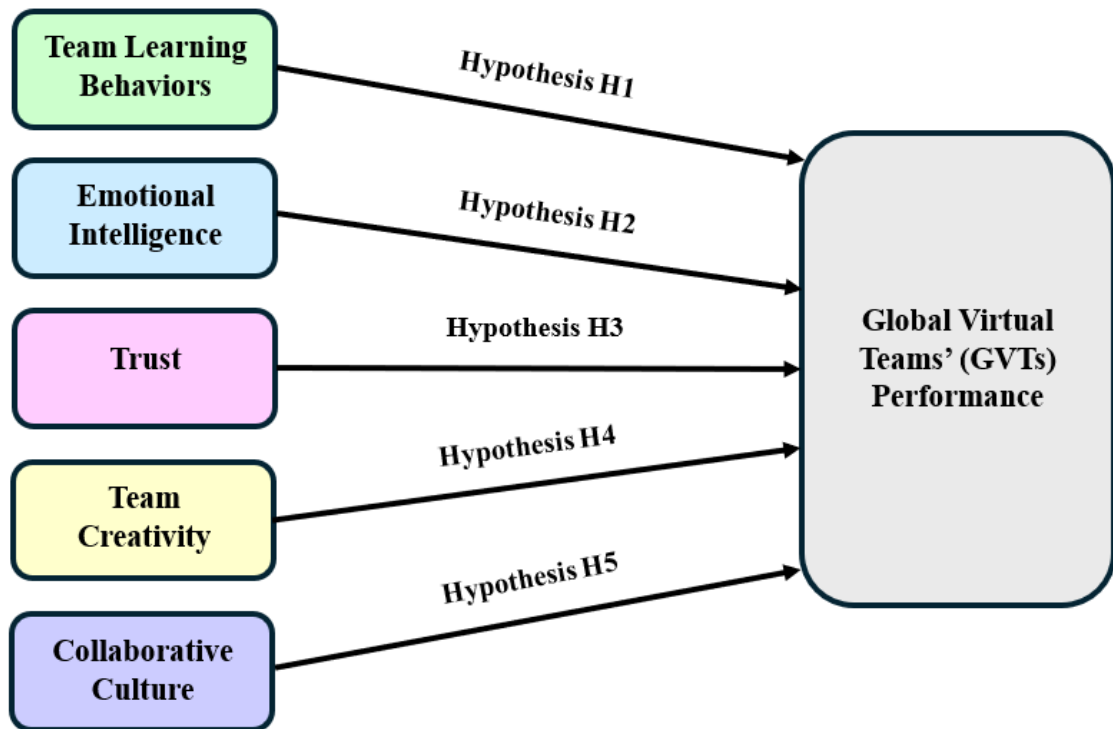 Team Learning
Behaviors
Hypothesis H1
Emotional
Intelligence
Hypothesis H2
Trust
Hypothesis H3
Team
Creativity
Hypothesis H4
Collaborative
Culture
Hypothesis H5
Global Virtual
Teams’ (GVTs)
Performance